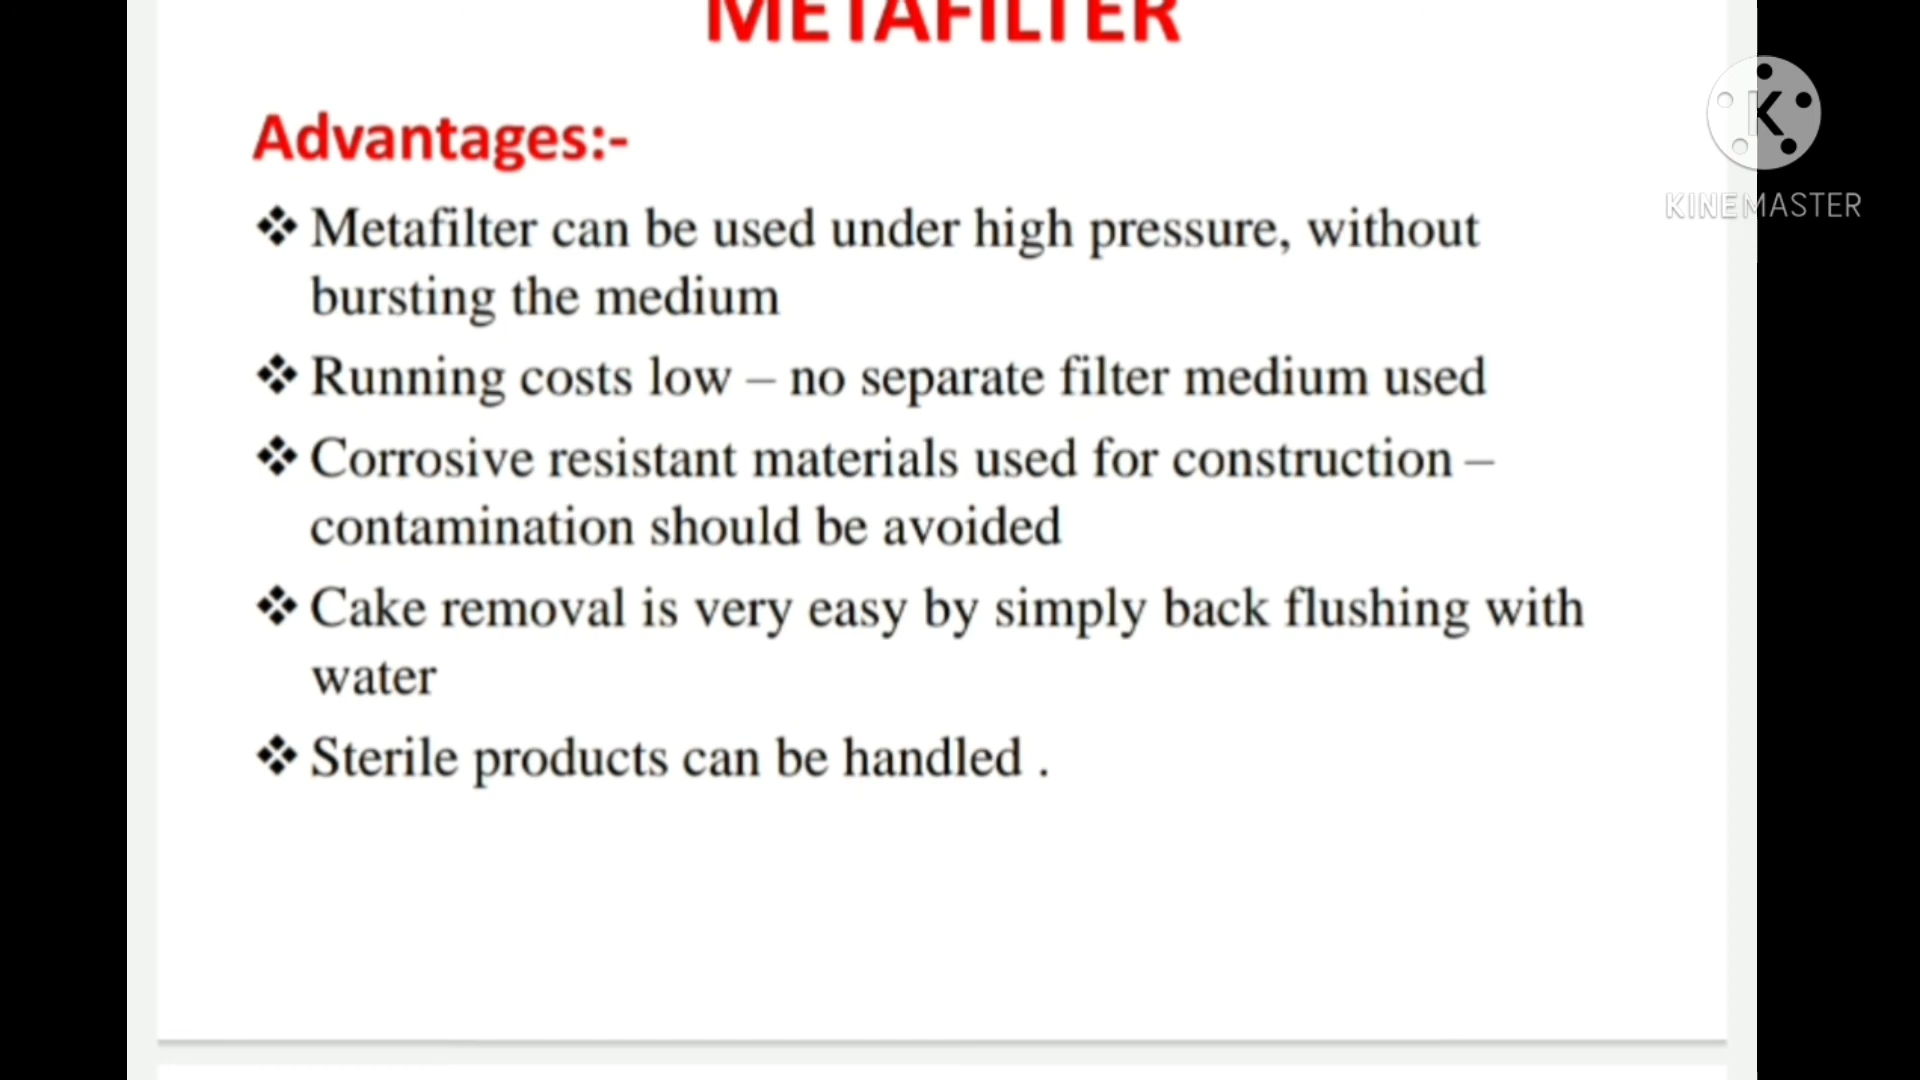 METAFILTER
Advantages:-
❖ Metafilter can be used under high pressure, without
bursting the medium
❖ Running costs low – no separate filter medium used
❖ Corrosive resistant materials used for construction –
contamination should be avoided
❖ Cake removal is very easy by simply back flushing with
water
❖ Sterile products can be handled .
K
KINEMASTER